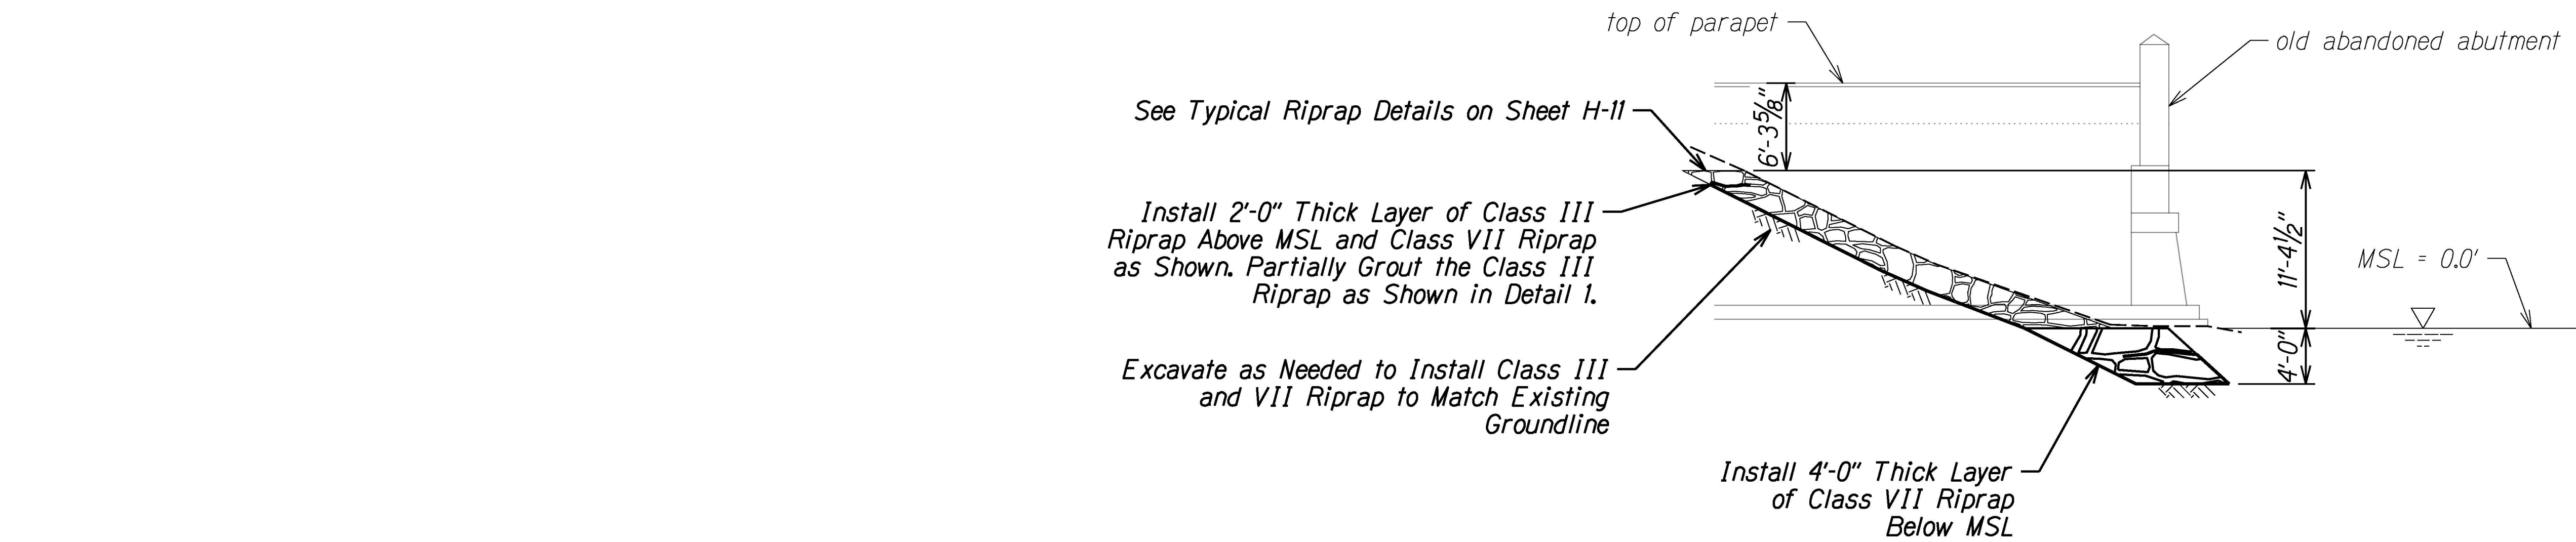 top of parapet
old abandoned abutment
See Typical Riprap Details on Sheet H-11
6'-3⅝"
Install 2'-0" Thick Layer of Class III
Riprap Above MSL and Class VII Riprap
as Shown. Partially Grout the Class III
Riprap as Shown in Detail 1.
11'-4½"
MSL = 0.0'
4'-0"
Excavate as Needed to Install Class III
and VII Riprap to Match Existing
Groundline
Install 4'-0" Thick Layer
of Class VII Riprap
Below MSL